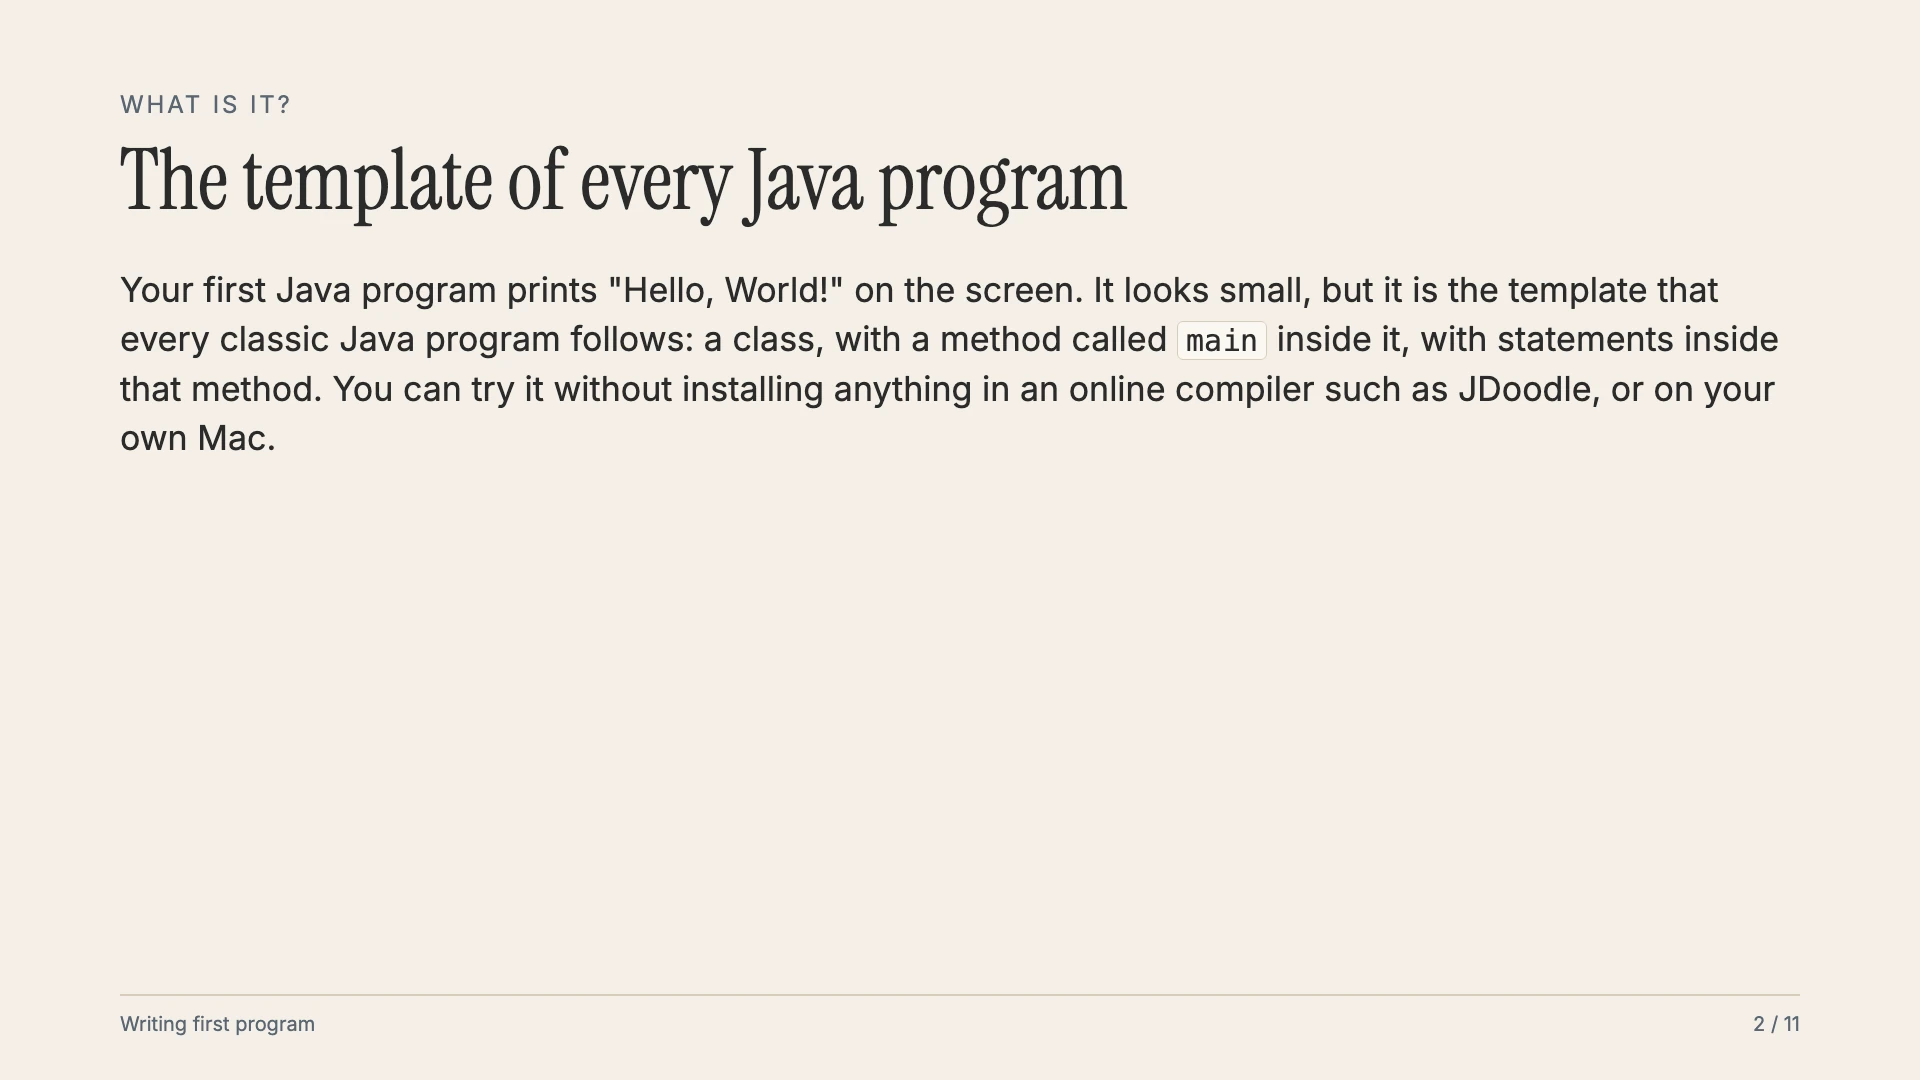 WHAT IS IT?
The template of every Java program
Your first Java program prints "Hello, World!" on the screen. It looks small, but it is the template that
every classic Java program follows: a class, with a method called main inside it, with statements inside
that method. You can try it without installing anything in an online compiler such as JDoodle, or on your
own Mac.
Writing first program
2 / 11